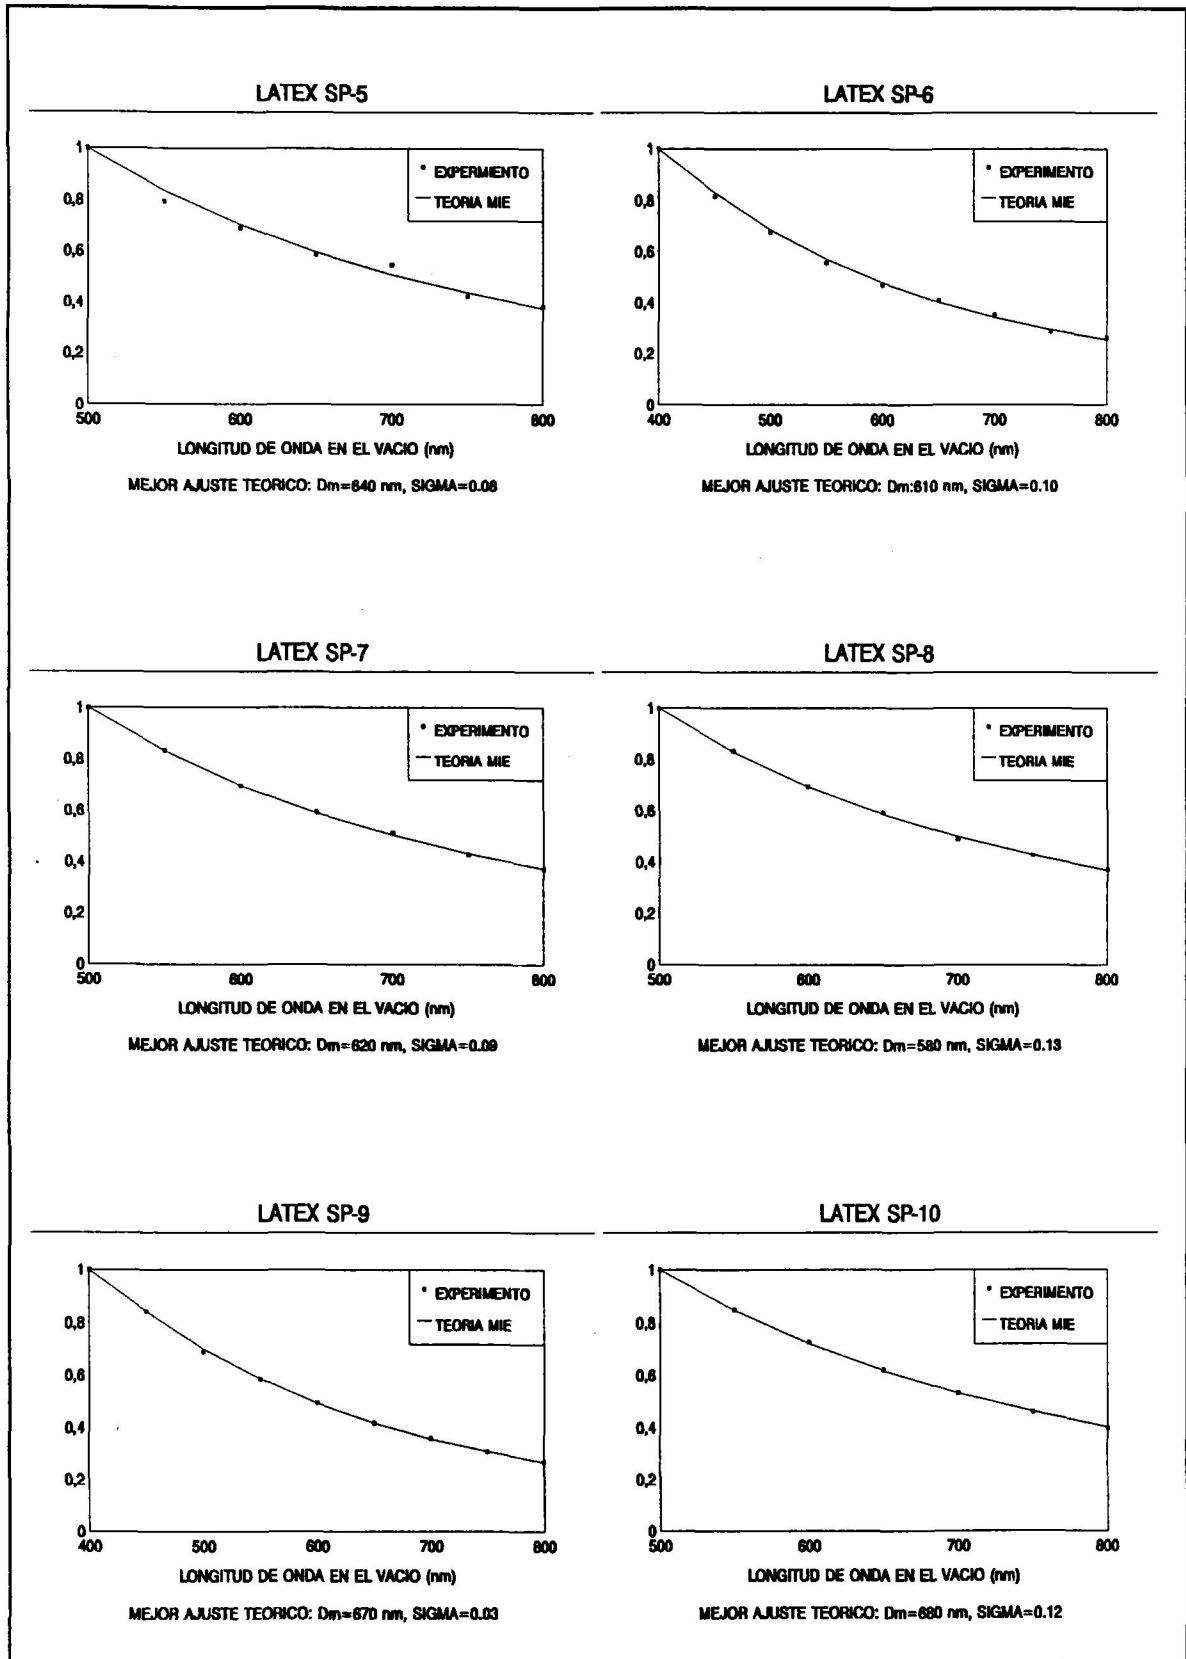 LATEX SP-5
1
0,8
0,6
0,4
0,2
0
500
600
700
800
• EXPERMIENTO
— TEORIA MIE
LONGITUD DE ONDA EN EL VACIO (nm)
MEJOR AJUSTE TEORICO: Dm=640 nm, SIGMA=0.08
LATEX SP-6
1
0,8
0,6
0,4
0,2
0
400
500
600
700
800
• EXPERIMENTO
— TEORIA MIE
LONGITUD DE ONDA EN EL VACIO (nm)
MEJOR AJUSTE TEORICO: Dm:610 nm, SIGMA=0.10
LATEX SP-7
1
0,8
0,6
0,4
0,2
0
500
600
700
800
• EXPERIMENTO
— TEORIA MIE
LONGITUD DE ONDA EN EL VACIO (nm)
MEJOR AJUSTE TEORICO: Dm=620 nm, SIGMA=0.09
LATEX SP-8
1
0,8
0,6
0,4
0,2
0
500
600
700
800
• EXPERIMENTO
— TEORIA MIE
LONGITUD DE ONDA EN EL VACIO (nm)
MEJOR AJUSTE TEORICO: Dm=580 nm, SIGMA=0.13
LATEX SP-9
1
0,8
0,6
0,4
0,2
0
400
500
600
700
800
• EXPERIMENTO
— TEORIA MIE
LONGITUD DE ONDA EN EL VACIO (nm)
MEJOR AJUSTE TEORICO: Dm=670 nm, SIGMA=0.03
LATEX SP-10
1
0,8
0,6
0,4
0,2
0
500
600
700
800
• EXPERIMENTO
— TEORIA MIE
LONGITUD DE ONDA EN EL VACIO (nm)
MEJOR AJUSTE TEORICO: Dm=680 nm, SIGMA=0.12